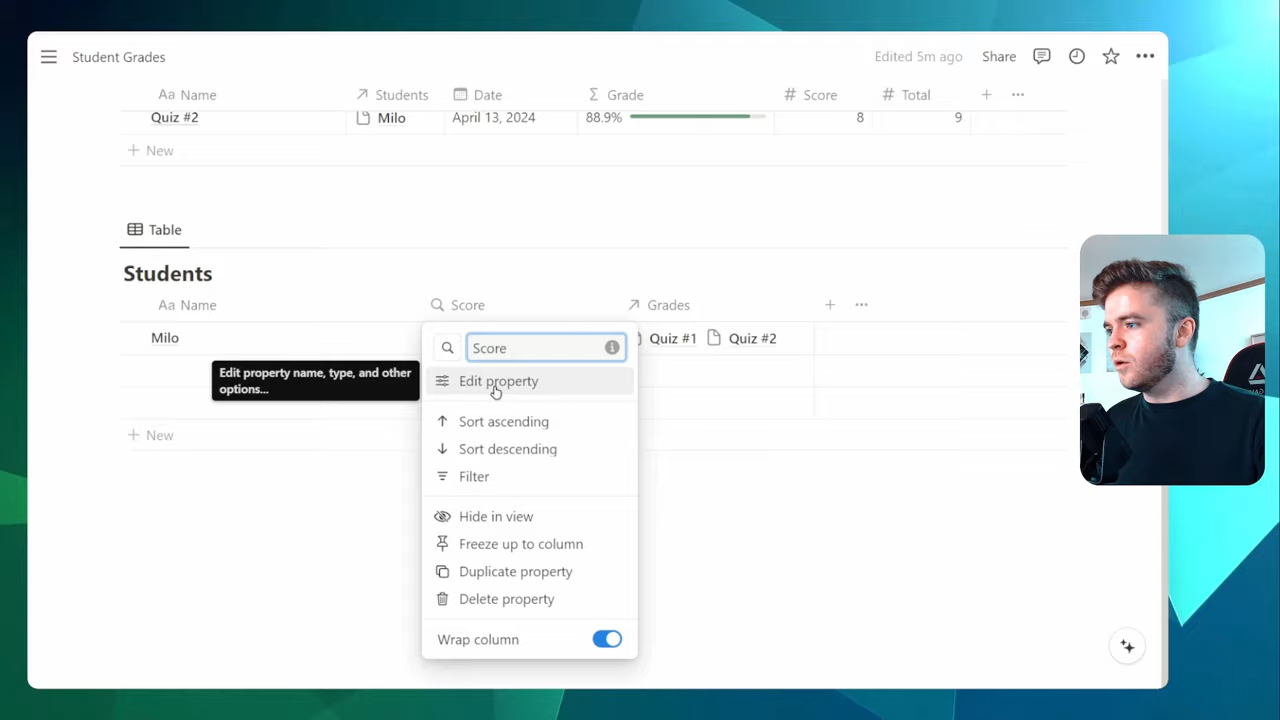 Student Grades
Edited 5m ago
Share
Aa Name
Students
Date
Σ Grade
# Score
# Total
Quiz #2
Milo
April 13, 2024
88.9%
8
9
+ New
Table
Students
Aa Name
Score
Grades
Milo
Score
Quiz #1
Quiz #2
Edit property name, type, and other
options...
Edit property
Sort ascending
+ New
Sort descending
Filter
Hide in view
Freeze up to column
Duplicate property
Delete property
Wrap column